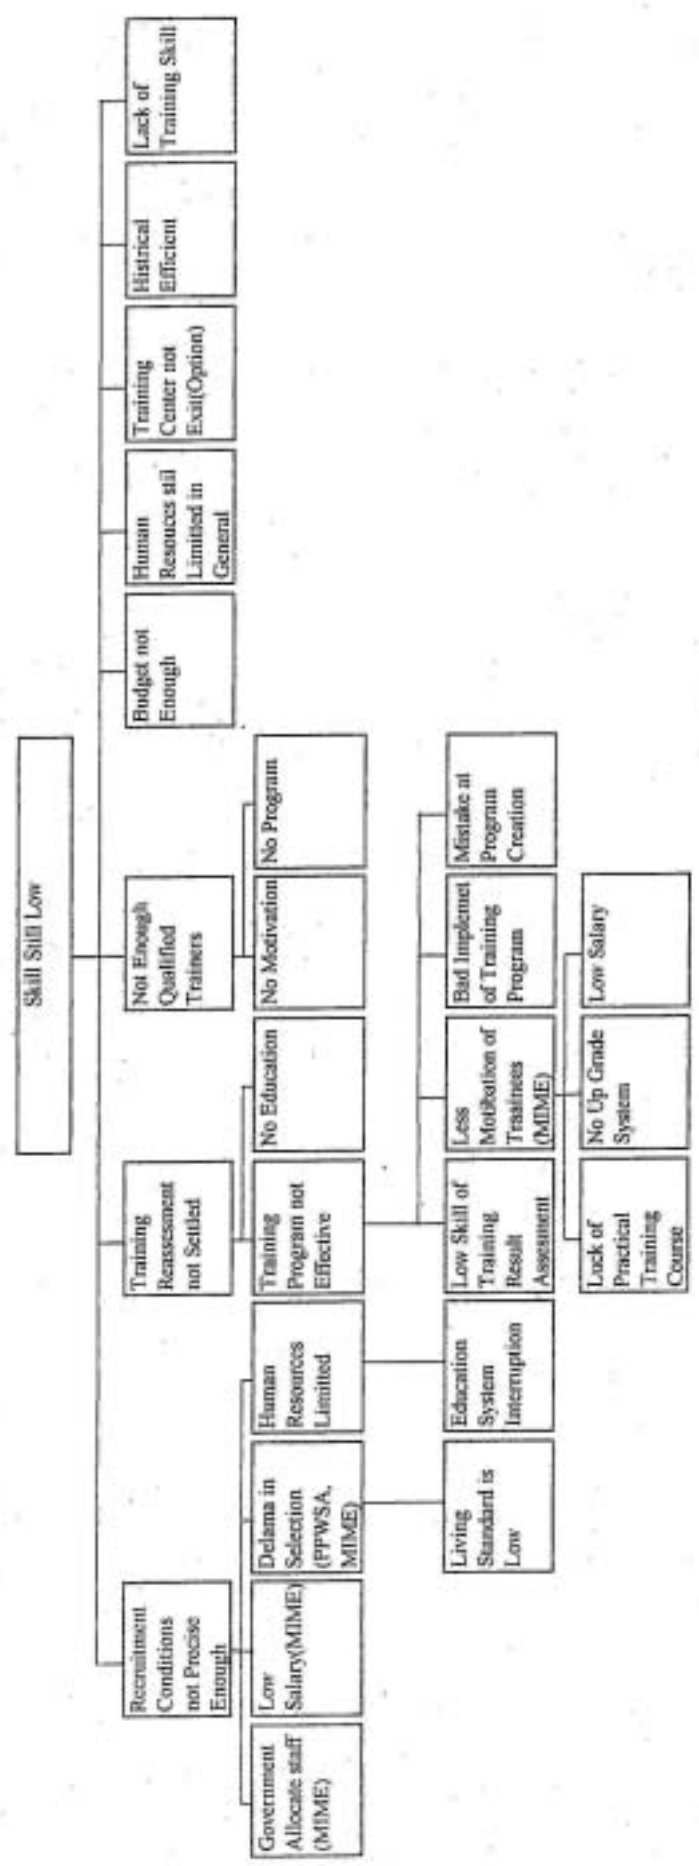 Skill Still Low
Recruitment
Conditions
not Precise
Enough
Training
Reassesment
not Settled
Not Enough
Qualified
Trainers
Budget not
Enough
Human
Resouces stil
Limitted in
General
Training
Center not
Exit(Option)
Histrical
Efficient
Lack of
Training Skill
Government
Allocate staff
(MIME)
Low
Salary(MIME)
Delama in
Selection
(PPWSA,
MIME)
Human
Resources
Limitted
Training
Program not
Effective
No Education
No Motivation
No Program
Living
Standard is
Low
Education
System
Interruption
Low Skill of
Training
Result
Assesment
Less
Motibation of
Traainees
(MIME)
Bad Implemet
of Training
Program
Mistake at
Program
Creation
Luck of
Practical
Training
Course
No Up Grade
System
Low Salary